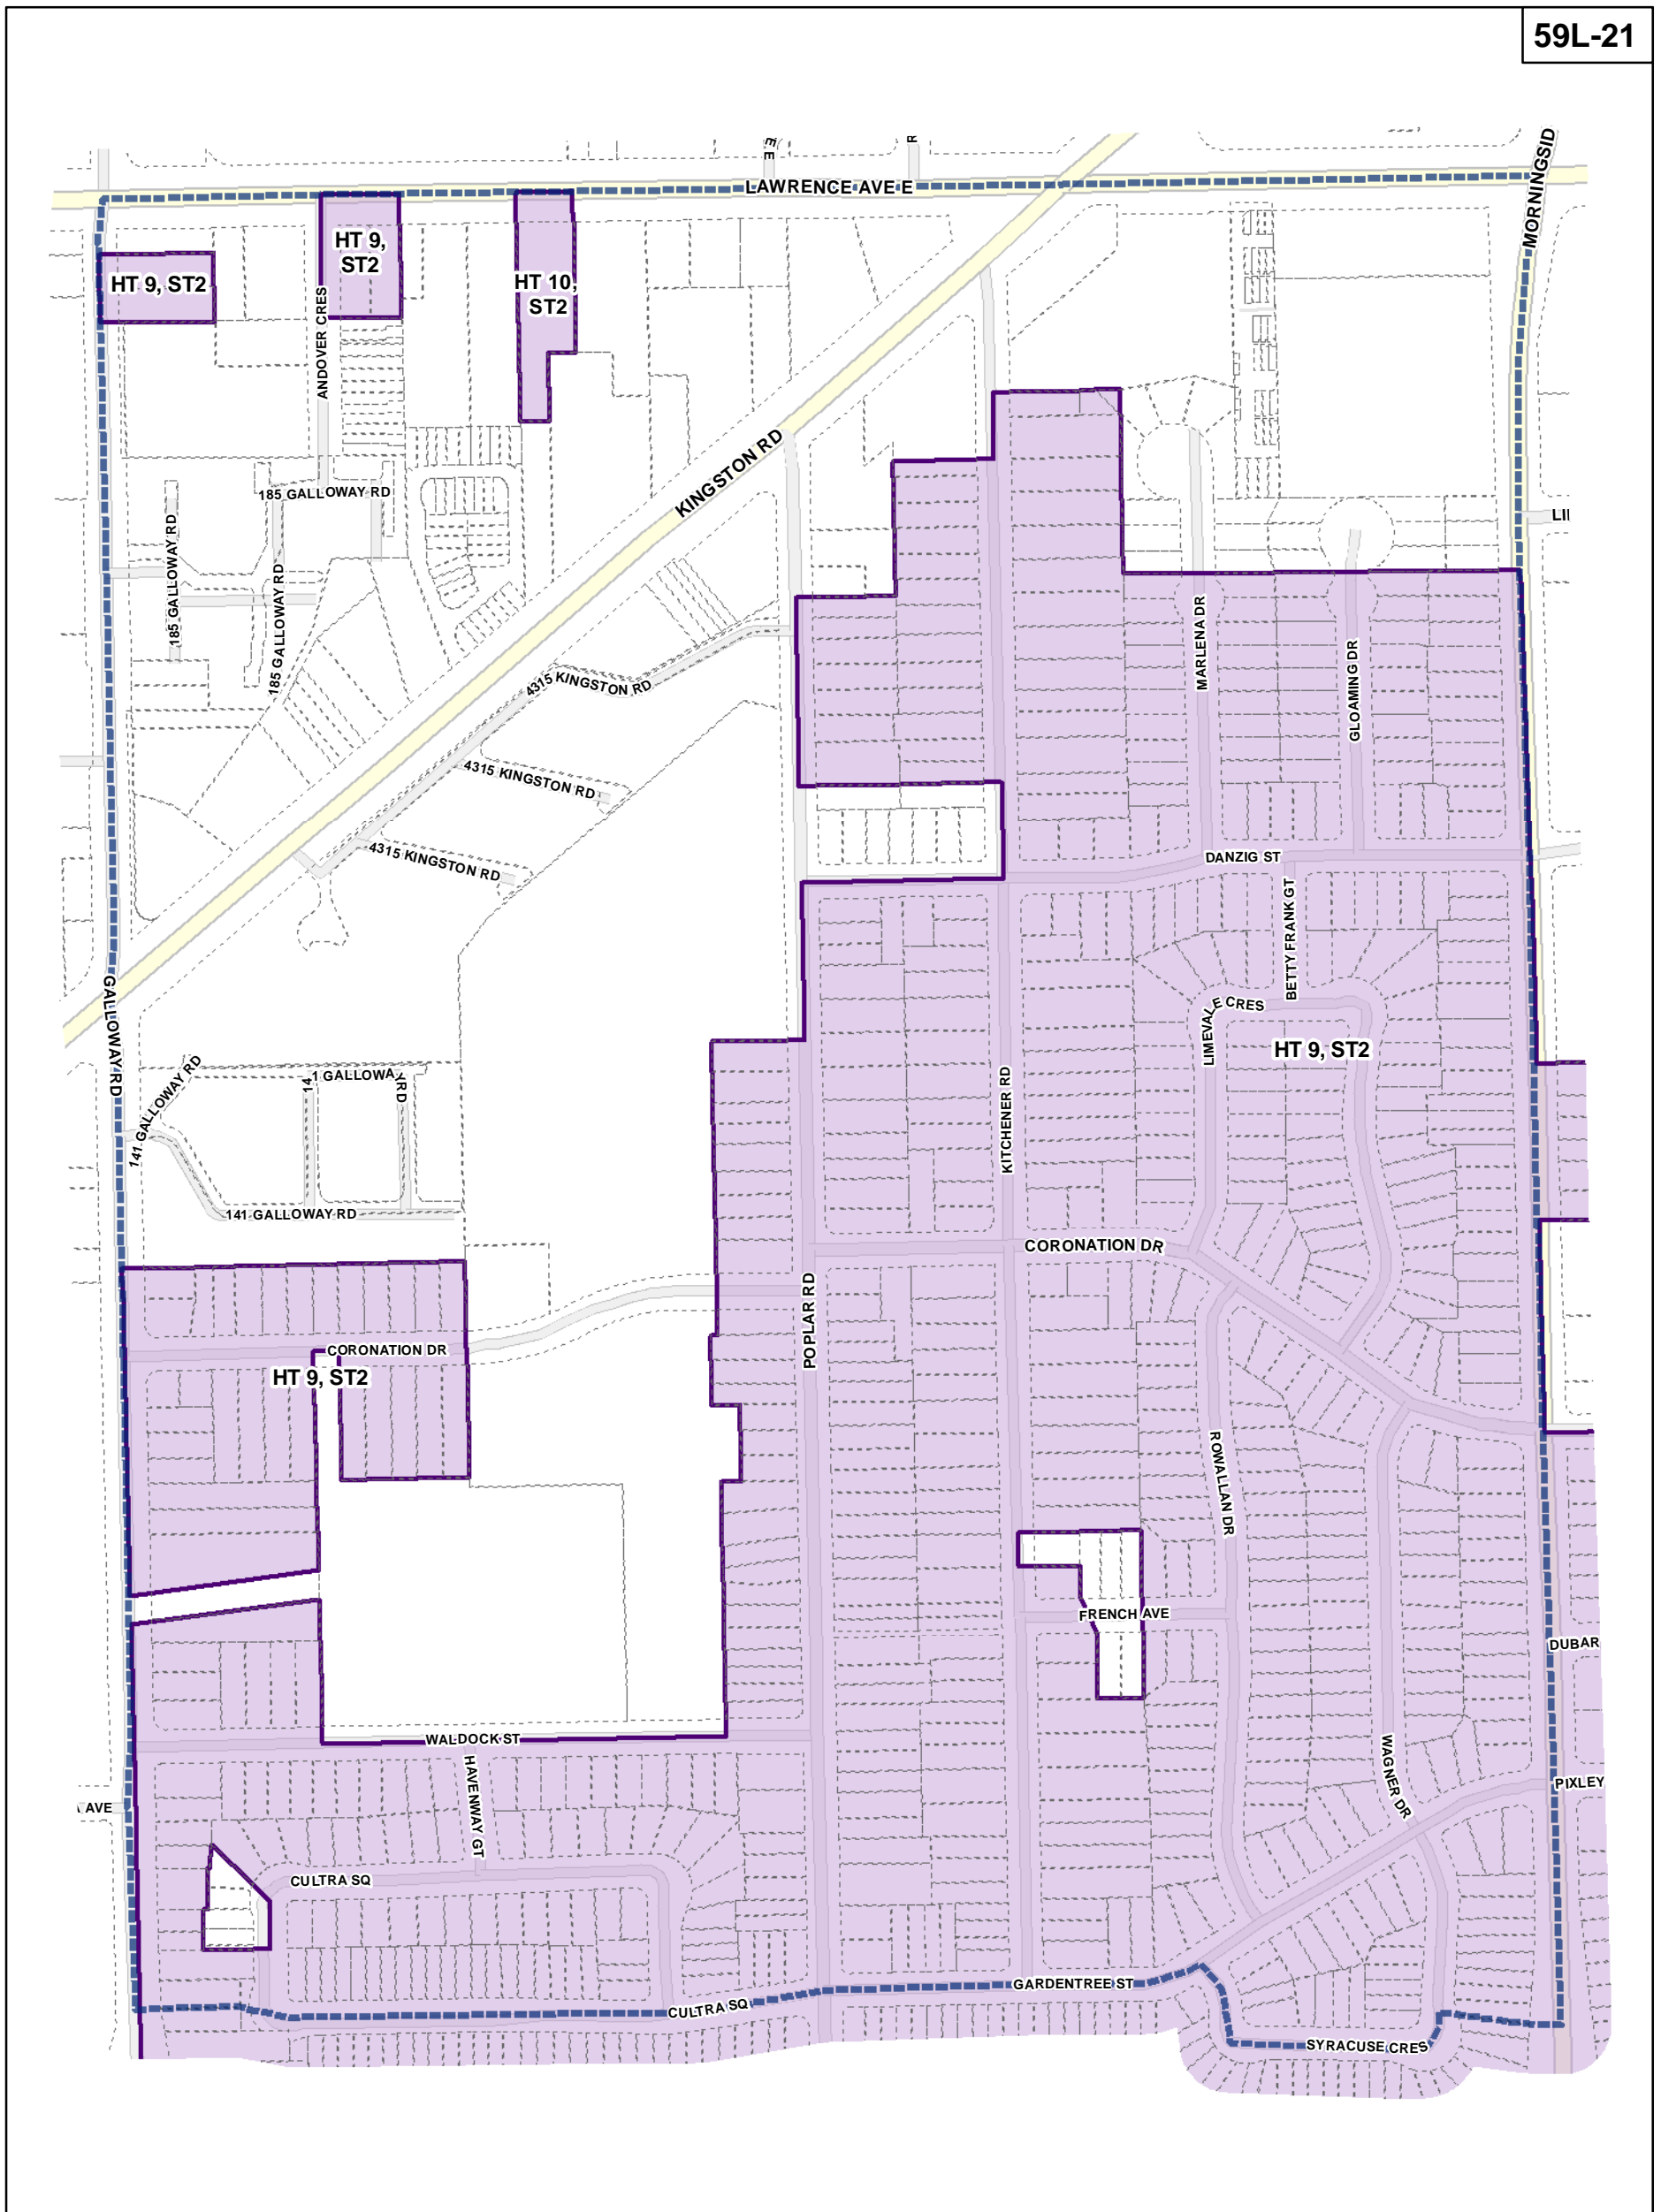 59L-21
LAWRENCE AVE E
MORNINGSID
HT 9,
ST2
HT 9, ST2
HT 10,
ST2
ANDOVER CRES
KINGSTON RD
185 GALLOWAY RD
185 GALLOWAY RD
185 GALLOWAY RD
4315 KINGSTON RD
4315 KINGSTON RD
4315 KINGSTON RD
MARLENA DR
GLOAMING DR
DANZIG ST
BETTY FRANK GT
LIMEVALE CRES
HT 9, ST2
GALLOWAY RD
141 GALLOWAY RD
141 GALLOWAY RD
141 GALLOWAY RD
KITCHENER RD
CORONATION DR
POPLAR RD
CORONATION DR
HT 9, ST2
ROWALLAN DR
FRENCH AVE
DUBAR
WALDOCK ST
HAVENWAY GT
WAGNER DR
PIXLEY
AVE
CULTRA SQ
GARDENTREE ST
CULTRA SQ
SYRACUSE CRES